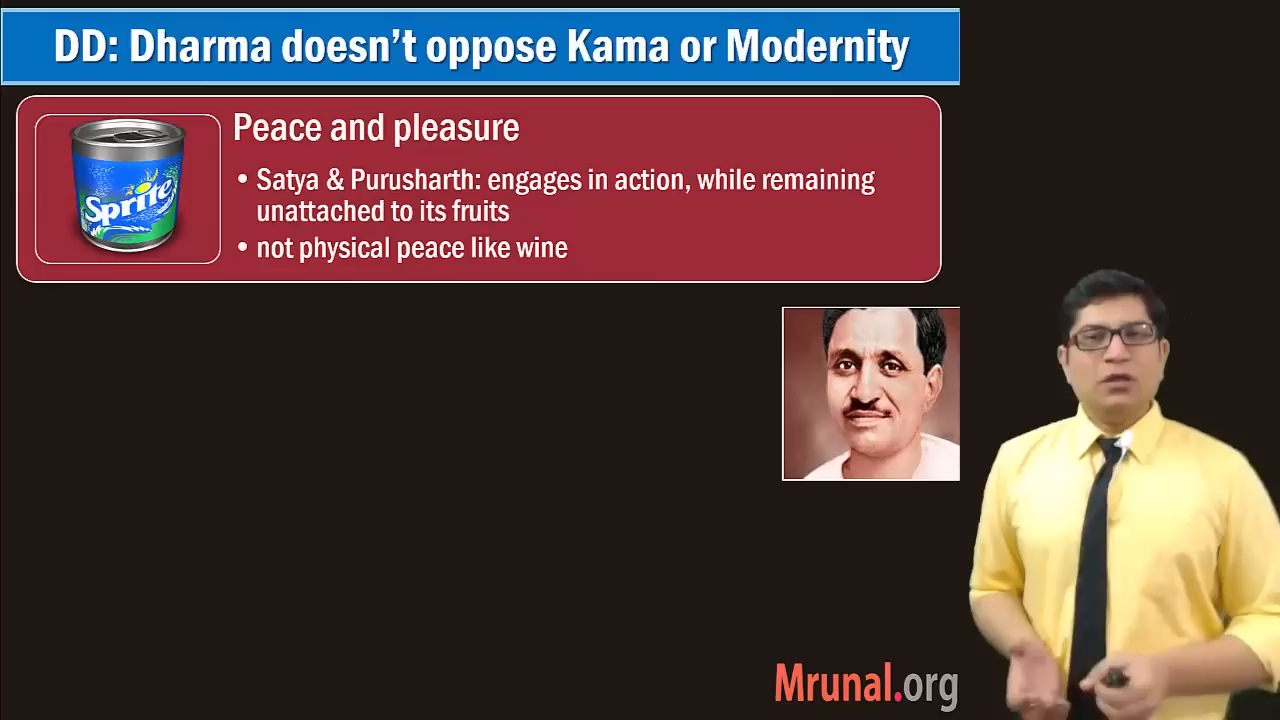 DD: Dharma doesn’t oppose Kama or Modernity
Peace and pleasure
Sprite
• Satya & Purusharth: engages in action, while remaining
unattached to its fruits
• not physical peace like wine
Mrunal.org